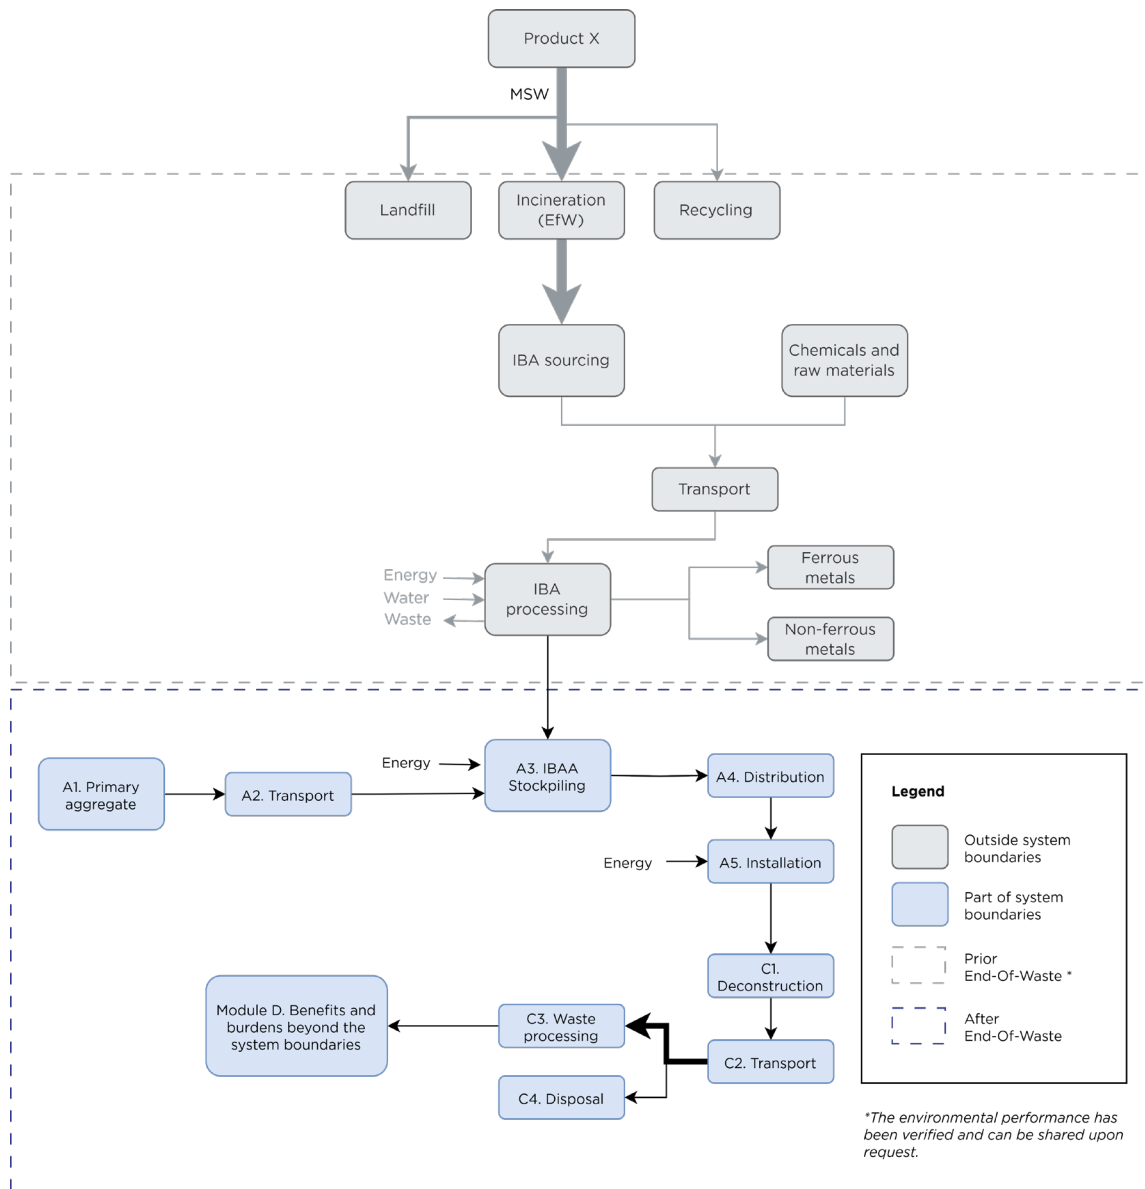 Product X
MSW
Landfill
Incineration
(EfW)
Recycling
IBA sourcing
Chemicals and
raw materials
Transport
Energy
Water
Waste
IBA
processing
Ferrous
metals
Non-ferrous
metals
A1. Primary
aggregate
A2. Transport
Energy
A3. IBAA
Stockpiling
A4. Distribution
Energy
A5. Installation
C1.
Deconstruction
C2. Transport
C3. Waste
processing
C4. Disposal
Module D. Benefits and
burdens beyond the
system boundaries
Legend
Outside system
boundaries
Part of system
boundaries
Prior
End-Of-Waste *
After
End-Of-Waste
*The environmental performance has
been verified and can be shared upon
request.